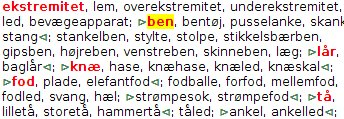 ekstremitet, lem, overekstremitet, underekstremitet,
led, bevægeapparat; ⊳ben, bentøj, pusselanke, skank
stang⊲; stankelben, stylte, stolpe, stikkelsbærben,
gipsben, højreben, venstreben, skinneben, læg; ⊳lår,
baglår⊲; ⊳knæ, hase, knæhase, knæled, knæskal⊲;
⊳fod, plade, elefantfod⊲; fodballe, forfod, mellemfod,
fodled, svang, hæl; ⊳strømpesok, strømpefod⊲; ⊳tå,
lilletå, storetå, hammertå⊲; tåled; ⊳ankel, ankelled⊲;